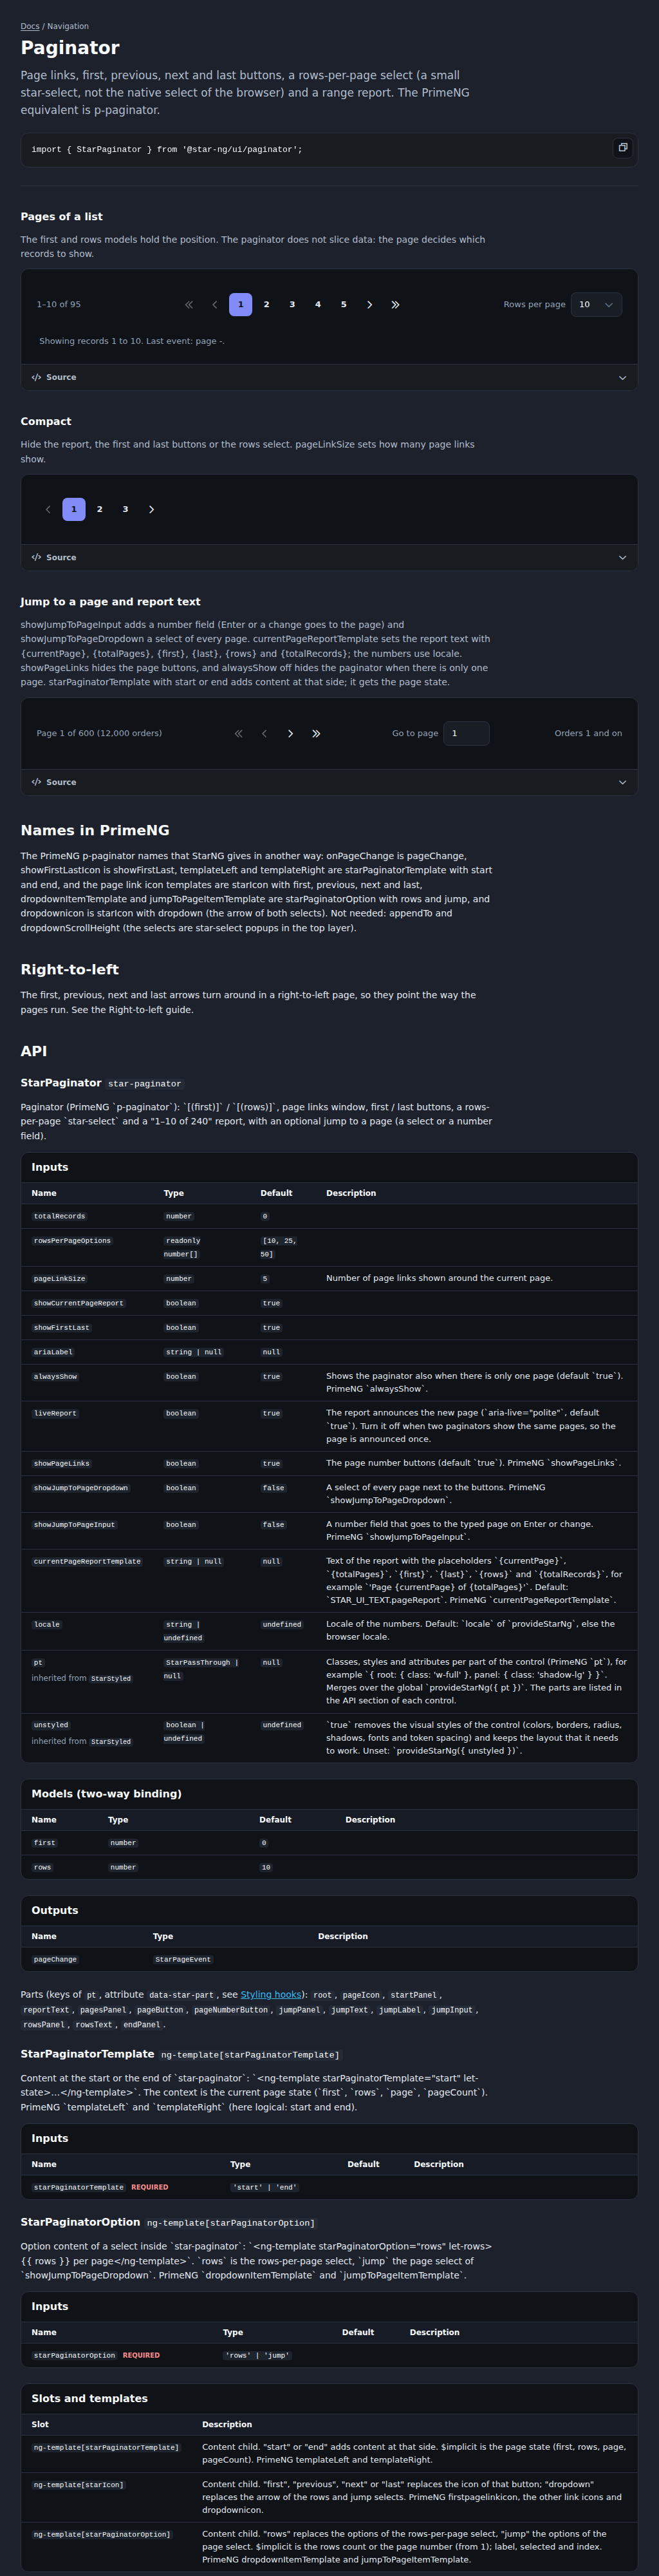 Docs / Navigation
Paginator
Page links, first, previous, next and last buttons, a rows-per-page select (a small
star-select, not the native select of the browser) and a range report. The PrimeNG
equivalent is p-paginator.
import { StarPaginator } from '@star-ng/ui/paginator';
Pages of a list
The first and rows models hold the position. The paginator does not slice data: the page decides which
records to show.
1–10 of 95 1 2 3 4 5 Rows per page 10
Showing records 1 to 10. Last event: page -.
Source
Compact
Hide the report, the first and last buttons or the rows select. pageLinkSize sets how many page links
show.
1 2 3
Source
Jump to a page and report text
showJumpToPageInput adds a number field (Enter or a change goes to the page) and
showJumpToPageDropdown a select of every page. currentPageReportTemplate sets the report text with
{currentPage}, {totalPages}, {first}, {last}, {rows} and {totalRecords}; the numbers use locale.
showPageLinks hides the page buttons, and alwaysShow off hides the paginator when there is only one
page. starPaginatorTemplate with start or end adds content at that side; it gets the page state.
Page 1 of 600 (12,000 orders) Go to page 1 Orders 1 and on
Source
Names in PrimeNG
The PrimeNG p-paginator names that StarNG gives in another way: onPageChange is pageChange,
showFirstLastIcon is showFirstLast, templateLeft and templateRight are starPaginatorTemplate with start
and end, and the page link icon templates are starIcon with first, previous, next and last,
dropdownItemTemplate and jumpToPageItemTemplate are starPaginatorOption with rows and jump, and
dropdownicon is starIcon with dropdown (the arrow of both selects). Not needed: appendTo and
dropdownScrollHeight (the selects are star-select popups in the top layer).
Right-to-left
The first, previous, next and last arrows turn around in a right-to-left page, so they point the way the
pages run. See the Right-to-left guide.
API
StarPaginator star-paginator
Paginator (PrimeNG `p-paginator`): `[(first)]` / `[(rows)]`, page links window, first / last buttons, a rows-
per-page `star-select` and a "1–10 of 240" report, with an optional jump to a page (a select or a number
field).
Inputs
Name Type Default Description
totalRecords number 0
rowsPerPageOptions readonly number[] [10, 25, 50]
pageLinkSize number 5 Number of page links shown around the current page.
showCurrentPageReport boolean true
showFirstLast boolean true
ariaLabel string | null null
alwaysShow boolean true Shows the paginator also when there is only one page (default `true`).
PrimeNG `alwaysShow`.
liveReport boolean true The report announces the new page (`aria-live="polite"`, default
`true`). Turn it off when two paginators show the same pages, so the
page is announced once.
showPageLinks boolean true The page number buttons (default `true`). PrimeNG `showPageLinks`.
showJumpToPageDropdown boolean false A select of every page next to the buttons. PrimeNG
`showJumpToPageDropdown`.
showJumpToPageInput boolean false A number field that goes to the typed page on Enter or change.
PrimeNG `showJumpToPageInput`.
currentPageReportTemplate string | null null Text of the report with the placeholders `{currentPage}`,
`{totalPages}`, `{first}`, `{last}`, `{rows}` and `{totalRecords}`, for
example `'Page {currentPage} of {totalPages}'`. Default:
`STAR_UI_TEXT.pageReport`. PrimeNG `currentPageReportTemplate`.
locale string | undefined undefined Locale of the numbers. Default: `locale` of `provideStarNg`, else the
browser locale.
pt StarPassThrough | null null Classes, styles and attributes per part of the control (PrimeNG `pt`), for
inherited from StarStyled example `{ root: { class: 'w-full' }, panel: { class: 'shadow-lg' } }`.
Merges over the global `provideStarNg({ pt })`. The parts are listed in
the API section of each control.
unstyled boolean | undefined undefined `true` removes the visual styles of the control (colors, borders, radius,
inherited from StarStyled shadows, fonts and token spacing) and keeps the layout that it needs
to work. Unset: `provideStarNg({ unstyled })`.
Models (two-way binding)
Name Type Default Description
first number 0
rows number 10
Outputs
Name Type Description
pageChange StarPageEvent
Parts (keys of pt, attribute data-star-part, see Styling hooks): root, pageIcon, startPanel,
reportText, pagesPanel, pageButton, pageNumberButton, jumpPanel, jumpText, jumpLabel, jumpInput,
rowsPanel, rowsText, endPanel.
StarPaginatorTemplate ng-template[starPaginatorTemplate]
Content at the start or the end of `star-paginator`: `<ng-template starPaginatorTemplate="start" let-
state>…</ng-template>`. The context is the current page state (`first`, `rows`, `page`, `pageCount`).
PrimeNG `templateLeft` and `templateRight` (here logical: start and end).
Inputs
Name Type Default Description
starPaginatorTemplate REQUIRED 'start' | 'end'
StarPaginatorOption ng-template[starPaginatorOption]
Option content of a select inside `star-paginator`: `<ng-template starPaginatorOption="rows" let-rows>
{{ rows }} per page</ng-template>`. `rows` is the rows-per-page select, `jump` the page select of
`showJumpToPageDropdown`. PrimeNG `dropdownItemTemplate` and `jumpToPageItemTemplate`.
Inputs
Name Type Default Description
starPaginatorOption REQUIRED 'rows' | 'jump'
Slots and templates
Slot Description
ng-template[starPaginatorTemplate] Content child. "start" or "end" adds content at that side. $implicit is the page state (first, rows, page,
pageCount). PrimeNG templateLeft and templateRight.
ng-template[starIcon] Content child. "first", "previous", "next" or "last" replaces the icon of that button; "dropdown"
replaces the arrow of the rows and jump selects. PrimeNG firstpagelinkicon, the other link icons and
dropdownicon.
ng-template[starPaginatorOption] Content child. "rows" replaces the options of the rows-per-page select, "jump" the options of the
page select. $implicit is the rows count or the page number (from 1); label, selected and index.
PrimeNG dropdownItemTemplate and jumpToPageItemTemplate.